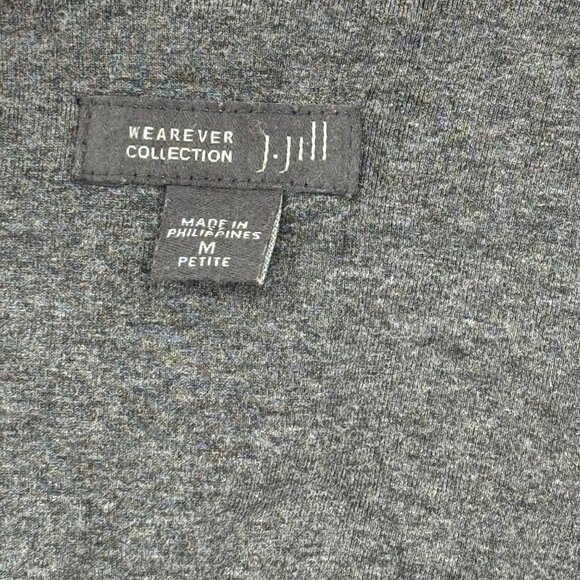 WEAREVER
COLLECTION
J.Jill
MADE IN
PHILIPPINES
M
PETITE